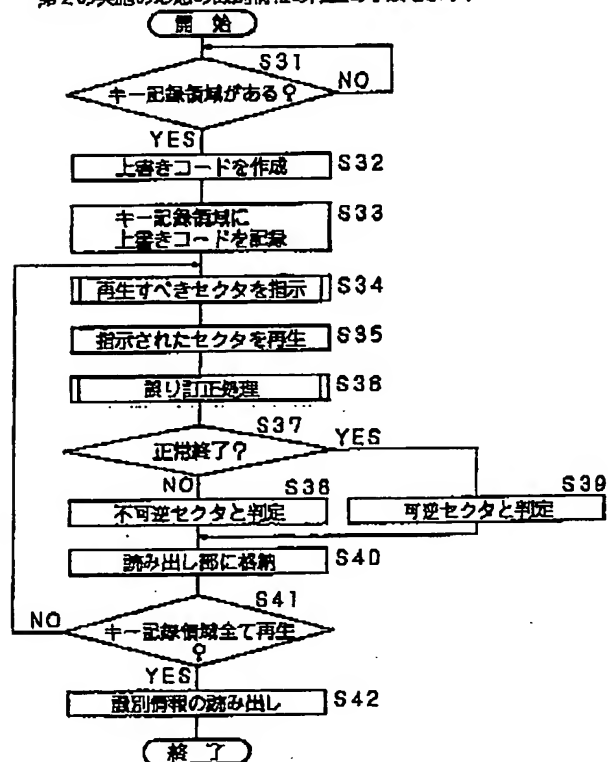 開 始
S31
キー記録領域がある?
NO
YES
上書きコードを作成
S32
キー記録領域に
上書きコードを記録
S33
再生すべきセクタを指示
S34
指示されたセクタを再生
S35
誤り訂正処理
S36
S37
正常終了?
YES
NO
S38
不可逆セクタと判定
S39
可逆セクタと判定
読み出し部に格納
S40
S41
キー記録領域全て再生
?
NO
YES
識別情報の読み出し
S42
終 了